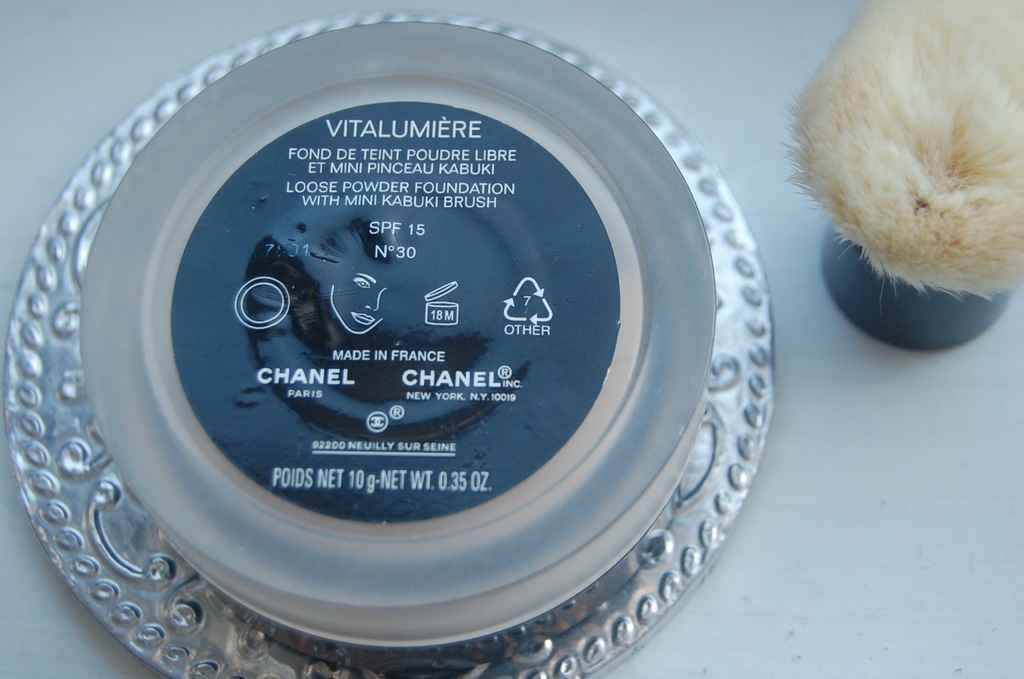 VITALUMIÈRE
FOND DE TEINT POUDRE LIBRE
ET MINI PINCEAU KABUKI
LOOSE POWDER FOUNDATION
WITH MINI KABUKI BRUSH
SPF 15
N°30
18M
7
OTHER
MADE IN FRANCE
CHANEL CHANEL® INC.
PARIS NEW YORK, N.Y. 10019
®
92200 NEUILLY SUR SEINE
POIDS NET 10 g-NET WT. 0.35 OZ.